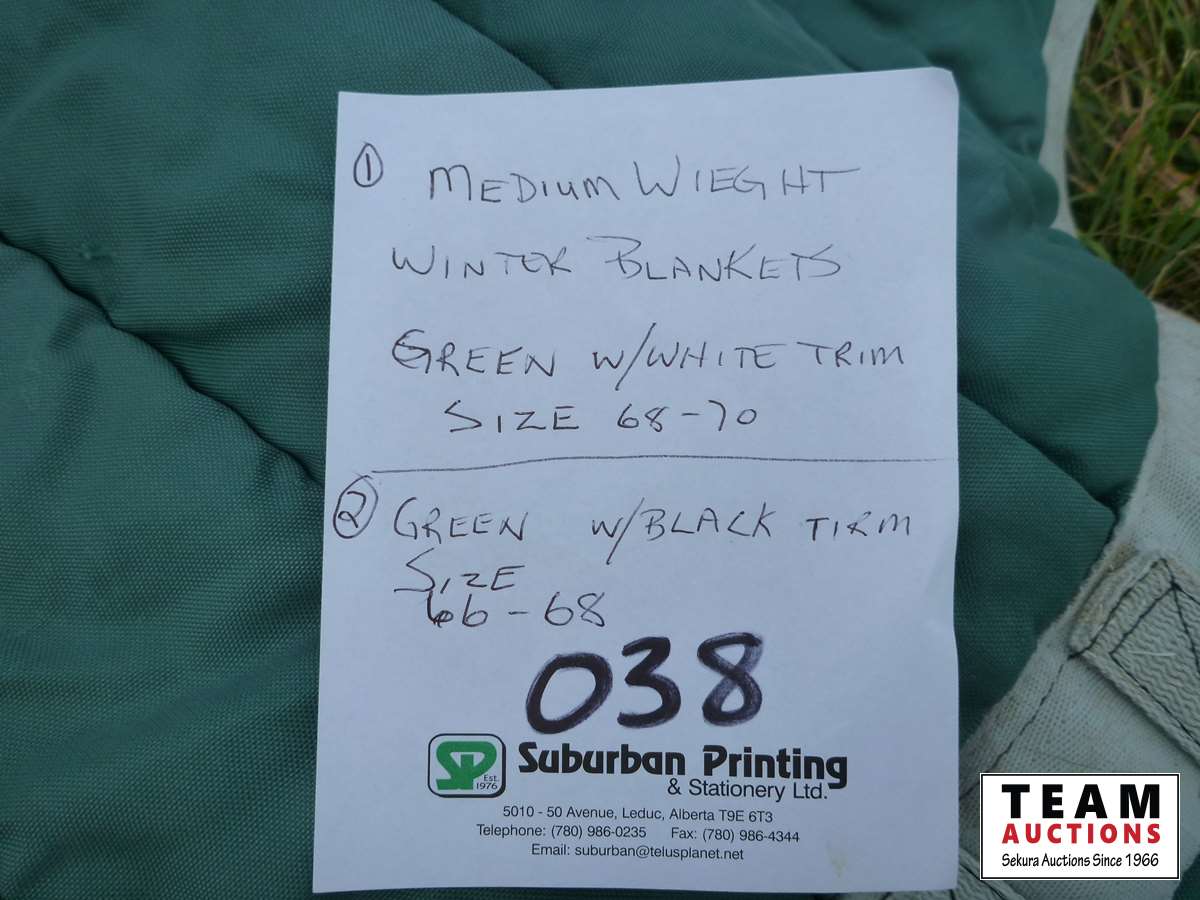 ① MEDIUM WIEGHT
WINTER BLANKETS
GREEN W/WHITE TRIM
SIZE 68-70
② GREEN W/BLACK TIRM
SIZE
66-68
038
SP Est. 1976
Suburban Printing
& Stationery Ltd.
5010 - 50 Avenue, Leduc, Alberta T9E 6T3
Telephone: (780) 986-0235 Fax: (780) 986-4344
Email: suburban@telusplanet.net
TEAM
AUCTIONS
Sekura Auctions Since 1966